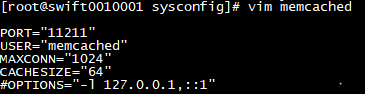 [root@swift0010001 sysconfig]# vim memcached
PORT="11211"
USER="memcached"
MAXCONN="1024"
CACHESIZE="64"
#OPTIONS="-l 127.0.0.1,::1"